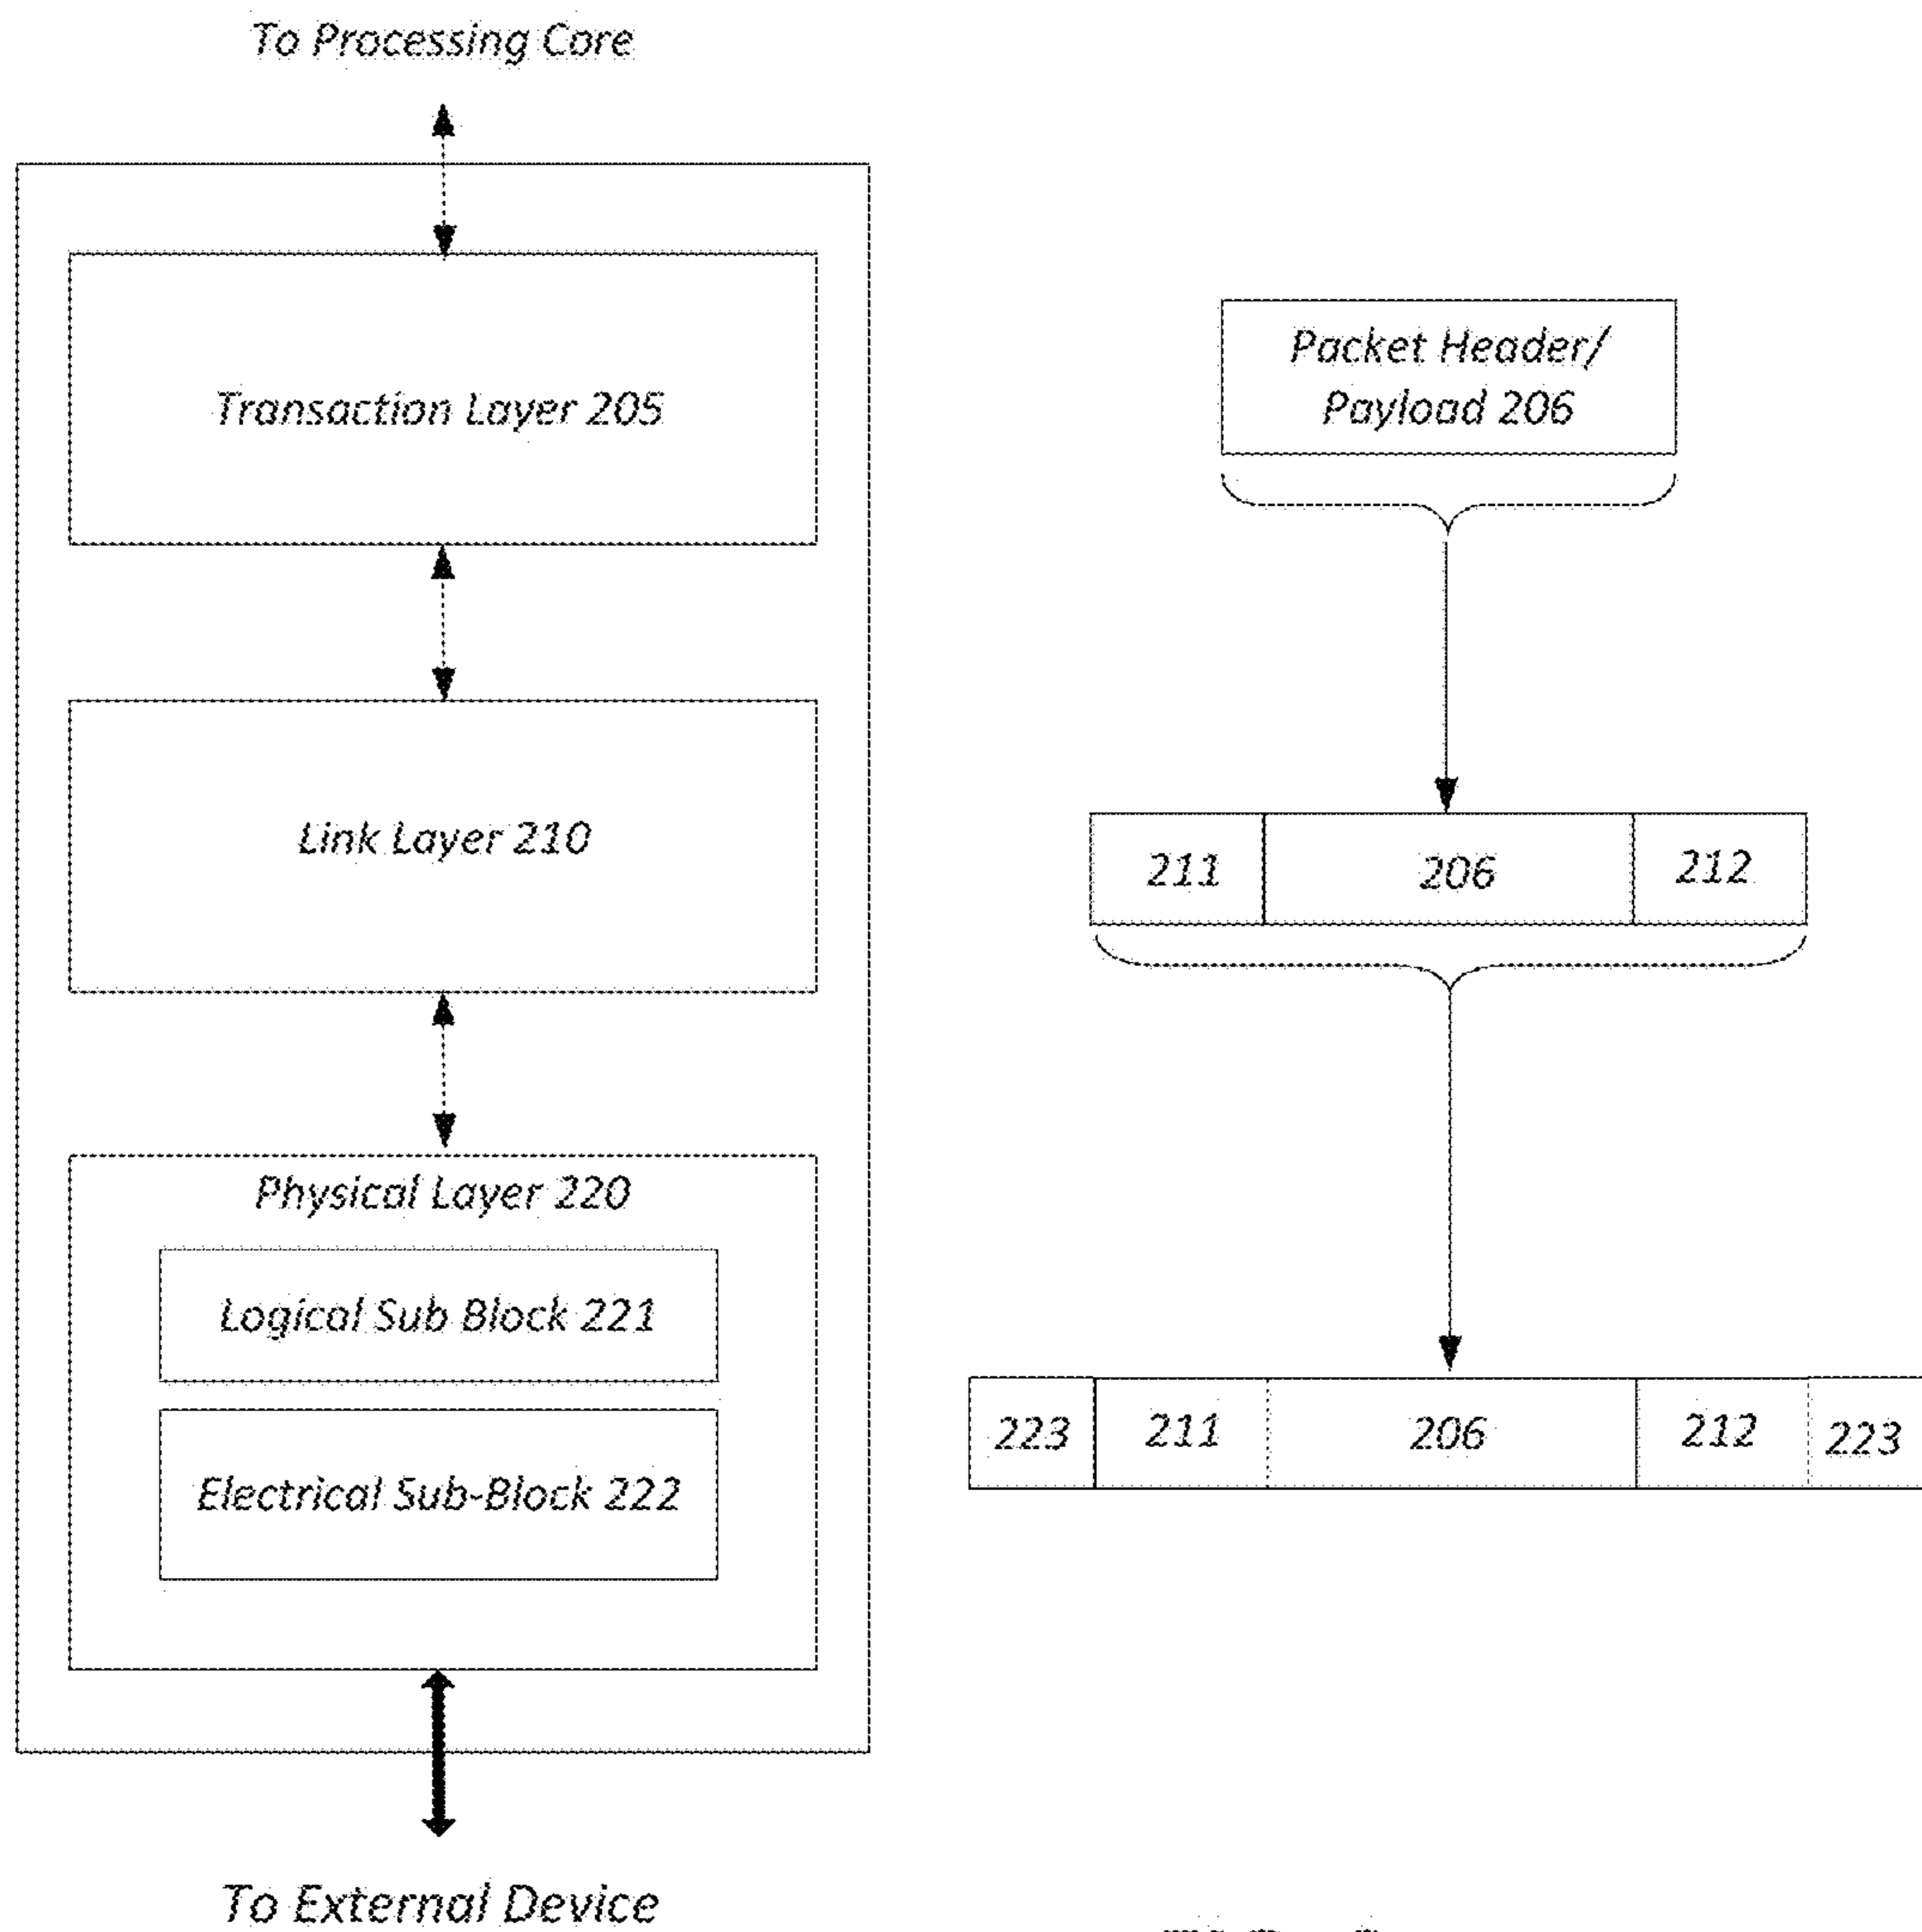 To Processing Core
Transaction Layer 205
Packet Header/
Payload 206
Link Layer 210
211 206 212
Physical Layer 220
Logical Sub Block 221
Electrical Sub-Block 222
223 211 206 212 223
To External Device